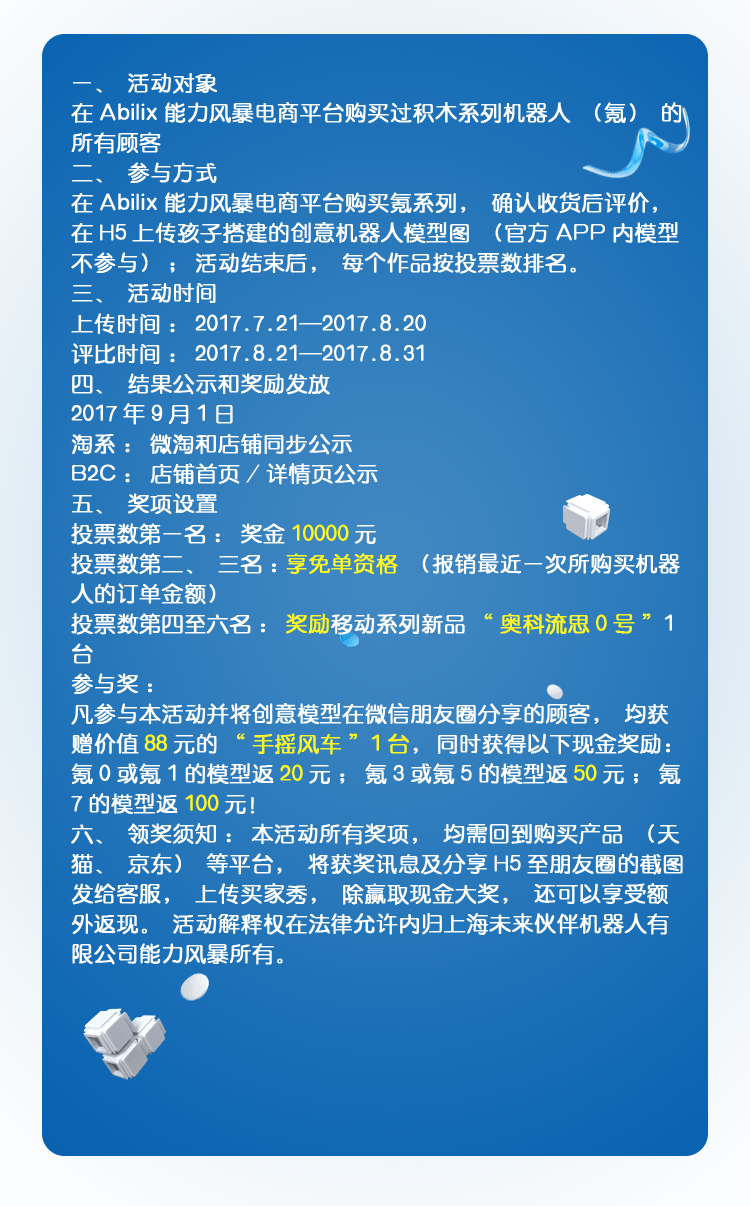 一、 活动对象
在 Abilix 能力风暴电商平台购买过积木系列机器人 （氪） 的
所有顾客
二、 参与方式
在 Abilix 能力风暴电商平台购买氪系列， 确认收货后评价，
在 H5 上传孩子搭建的创意机器人模型图 （官方 APP 内模型
不参与）；活动结束后， 每个作品按投票数排名。
三、 活动时间
上传时间： 2017.7.21—2017.8.20
评比时间： 2017.8.21—2017.8.31
四、 结果公示和奖励发放
2017 年 9 月 1 日
淘系： 微淘和店铺同步公示
B2C： 店铺首页 / 详情页公示
五、 奖项设置
投票数第一名： 奖金 10000 元
投票数第二、 三名：享免单资格 （报销最近一次所购买机器
人的订单金额）
投票数第四至六名： 奖励移动系列新品 “ 奥科流思 0 号 ” 1
台
参与奖：
凡参与本活动并将创意模型在微信朋友圈分享的顾客， 均获
赠价值 88 元的 “ 手摇风车 ” 1 台，同时获得以下现金奖励：
氪 0 或氪 1 的模型返 20 元； 氪 3 或氪 5 的模型返 50 元； 氪
7 的模型返 100 元！
六、 领奖须知： 本活动所有奖项， 均需回到购买产品 （天
猫、 京东） 等平台， 将获奖讯息及分享 H5 至朋友圈的截图
发给客服， 上传买家秀， 除赢取现金大奖， 还可以享受额
外返现。 活动解释权在法律允许内归上海未来伙伴机器人有
限公司能力风暴所有。